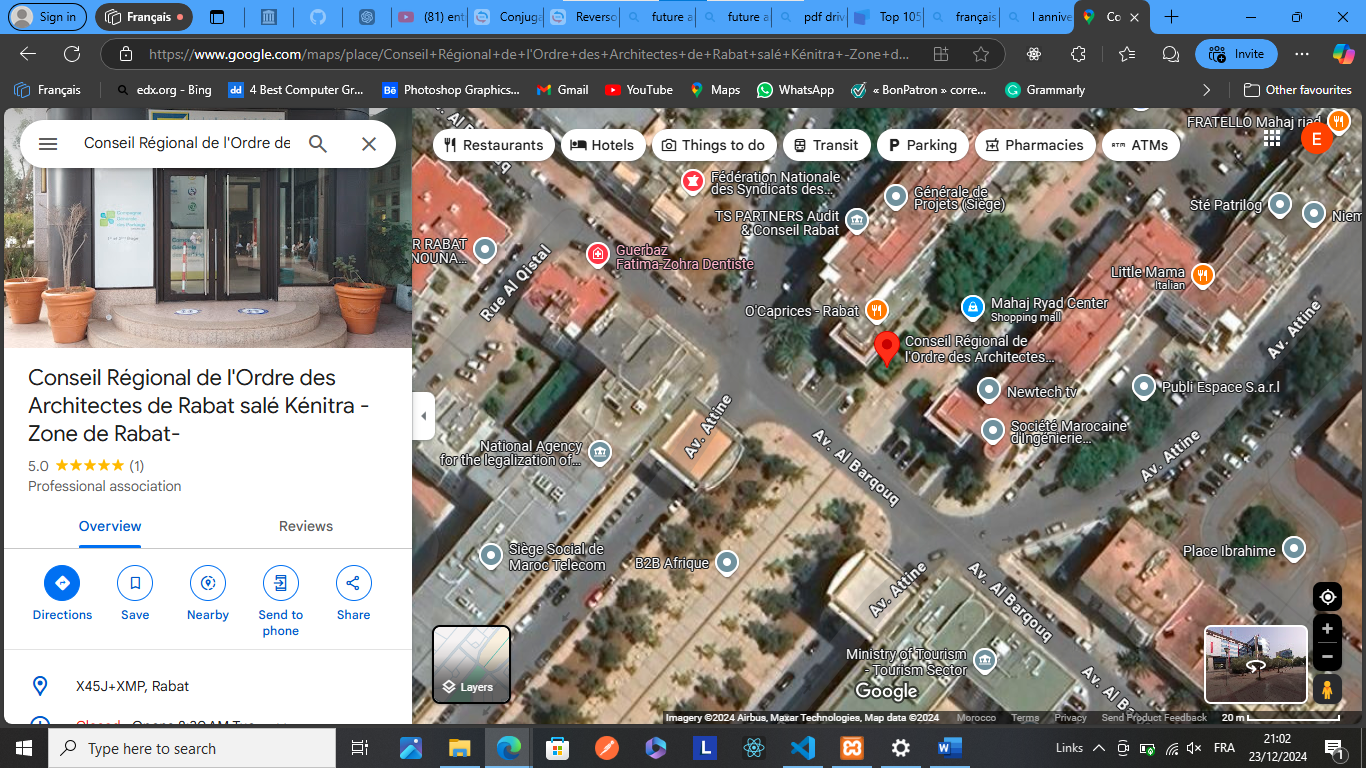 Sign in
Français
(81) ent
Conjuga
Reverso
future a
future a
pdf driv
Top 105
français
I annive
Co
https://www.google.com/maps/place/Conseil+Régional+de+l'Ordre+des+Architectes+de+Rabat+salé+Kénitra+-Zone+d...
Invite
Français
edx.org - Bing
4 Best Computer Gr...
Photoshop Graphics...
Gmail
YouTube
Maps
WhatsApp
« BonPatron » corre...
Grammarly
Other favourites
Conseil Régional de l'Ordre de
Restaurants
Hotels
Things to do
Transit
Parking
Pharmacies
ATMs
E
Conseil Régional de l'Ordre des
Architectes de Rabat salé Kénitra -
Zone de Rabat-
5.0 (1)
Professional association
Overview
Reviews
Directions
Save
Nearby
Send to
phone
Share
X45J+XMP, Rabat
FRATELLO Mahaj riad
Fédération Nationale
des Syndicats des...
Générale de
Projets (Siège)
TS PARTNERS Audit
& Conseil Rabat
Sté Patrilog
Niem
R RABAT
NOUNA...
Rue Al Qistal
Guerbaz
Fatima-Zohra Dentiste
Little Mama
Italian
O'Caprices - Rabat
Mahaj Ryad Center
Shopping mall
Av. Attine
Conseil Régional de
l'Ordre des Architectes...
Newtech tv
Publi Espace S.a.r.l
Av. Attine
Société Marocaine
d'Ingénierie...
National Agency
for the legalization of...
Av. Al Barqouq
Av. Attine
Siège Social de
Maroc Telecom
B2B Afrique
Place Ibrahime
Av. Attine
Av. Al Barqouq
Ministry of Tourism
- Tourism Sector
Layers
Google
Imagery ©2024 Airbus, Maxar Technologies, Map data ©2024
Morocco
Terms
Privacy
Send Product Feedback
20 m
Type here to search
Links
FRA
21:02
23/12/2024
1